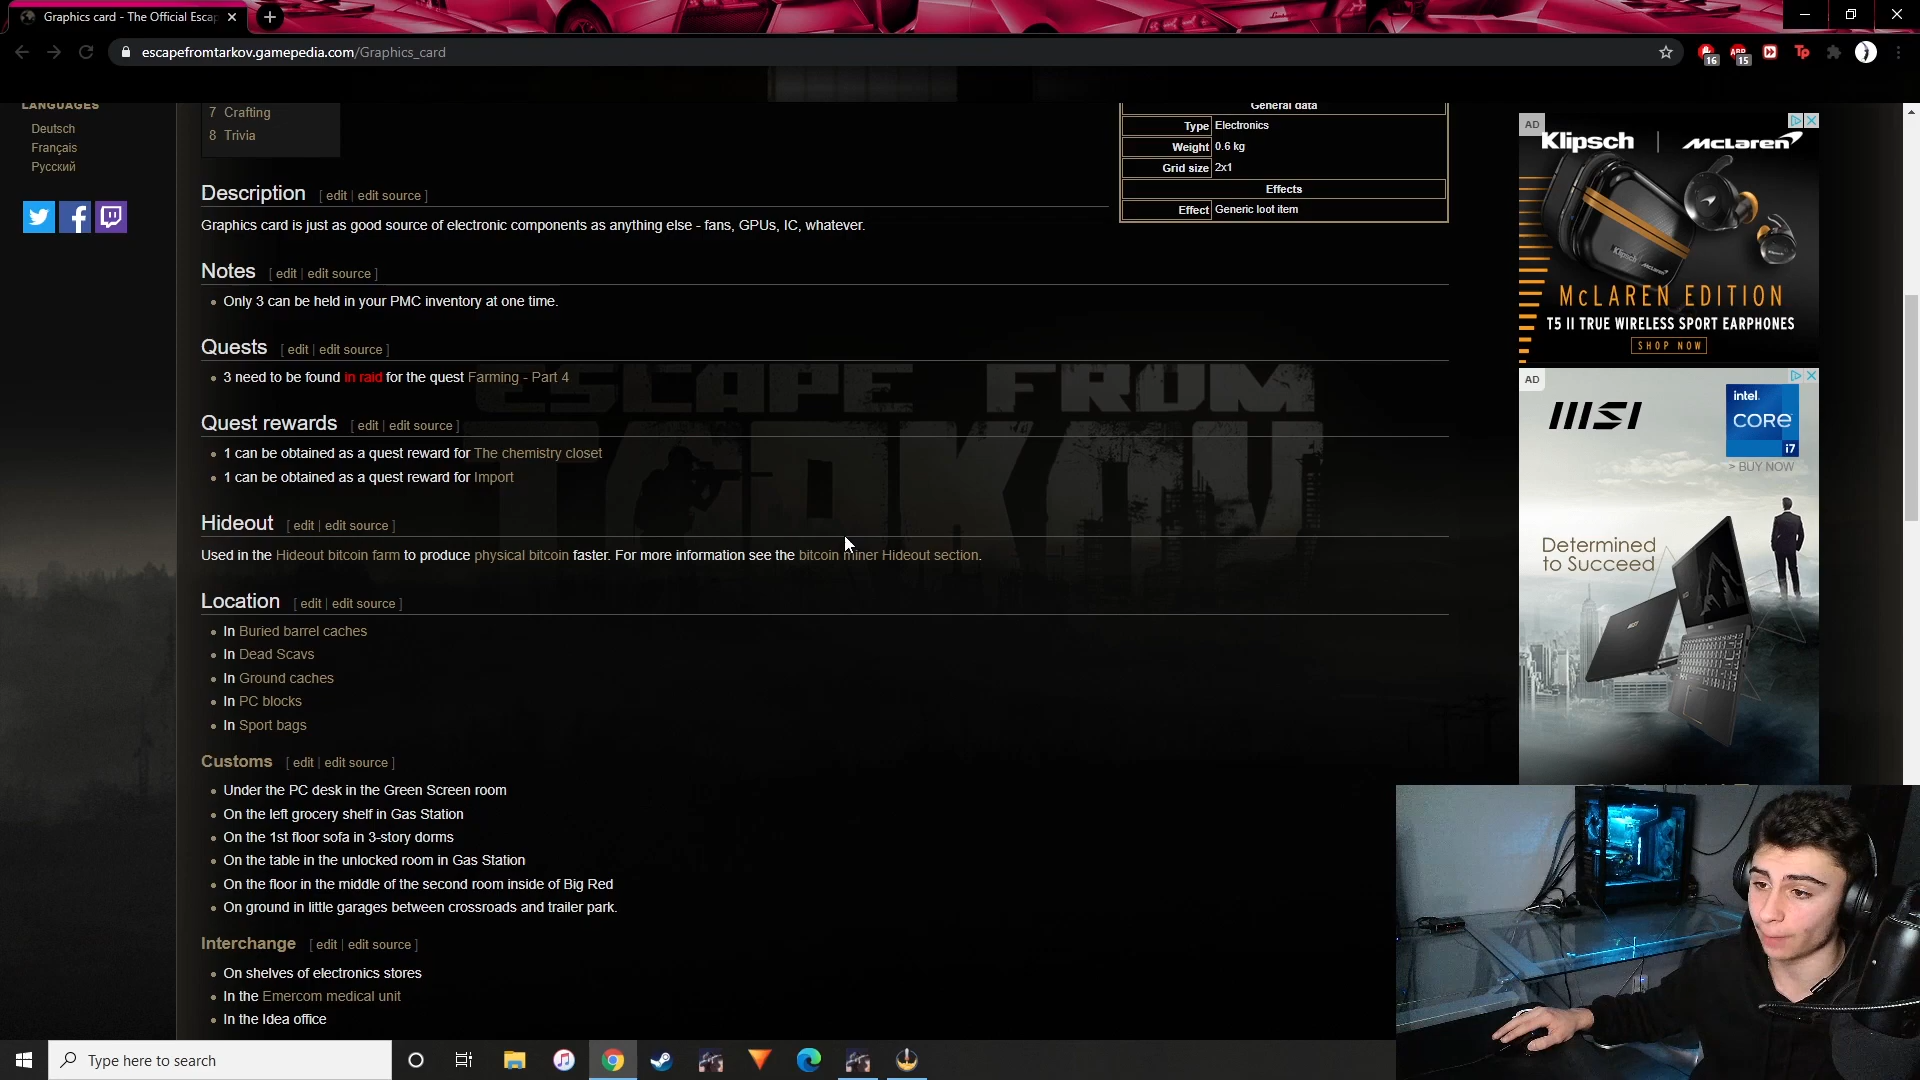 Graphics card - The Official Escap
escapefromtarkov.gamepedia.com/Graphics_card
16
ABP
15
Tp
LANGUAGES
Deutsch
Français
Русский
7 Crafting
8 Trivia
General data
Type Electronics
Weight 0.6 kg
Grid size 2x1
Effects
Effect Generic loot item
Description [ edit | edit source ]
Graphics card is just as good source of electronic components as anything else - fans, GPUs, IC, whatever.
Notes [ edit | edit source ]
Only 3 can be held in your PMC inventory at one time.
Quests [ edit | edit source ]
3 need to be found in raid for the quest Farming - Part 4
Quest rewards [ edit | edit source ]
1 can be obtained as a quest reward for The chemistry closet
1 can be obtained as a quest reward for Import
Hideout [ edit | edit source ]
Used in the Hideout bitcoin farm to produce physical bitcoin faster. For more information see the bitcoin miner Hideout section.
Location [ edit | edit source ]
In Buried barrel caches
In Dead Scavs
In Ground caches
In PC blocks
In Sport bags
Customs [ edit | edit source ]
Under the PC desk in the Green Screen room
On the left grocery shelf in Gas Station
On the 1st floor sofa in 3-story dorms
On the table in the unlocked room in Gas Station
On the floor in the middle of the second room inside of Big Red
On ground in little garages between crossroads and trailer park.
Interchange [ edit | edit source ]
On shelves of electronics stores
In the Emercom medical unit
In the Idea office
ESCAPE FROM
TARKOV
AD
Klipsch | McLaren
McLAREN EDITION
T5 II TRUE WIRELESS SPORT EARPHONES
SHOP NOW
AD
msi
intel.
CORE
i7
> BUY NOW
Determined
to Succeed
Type here to search